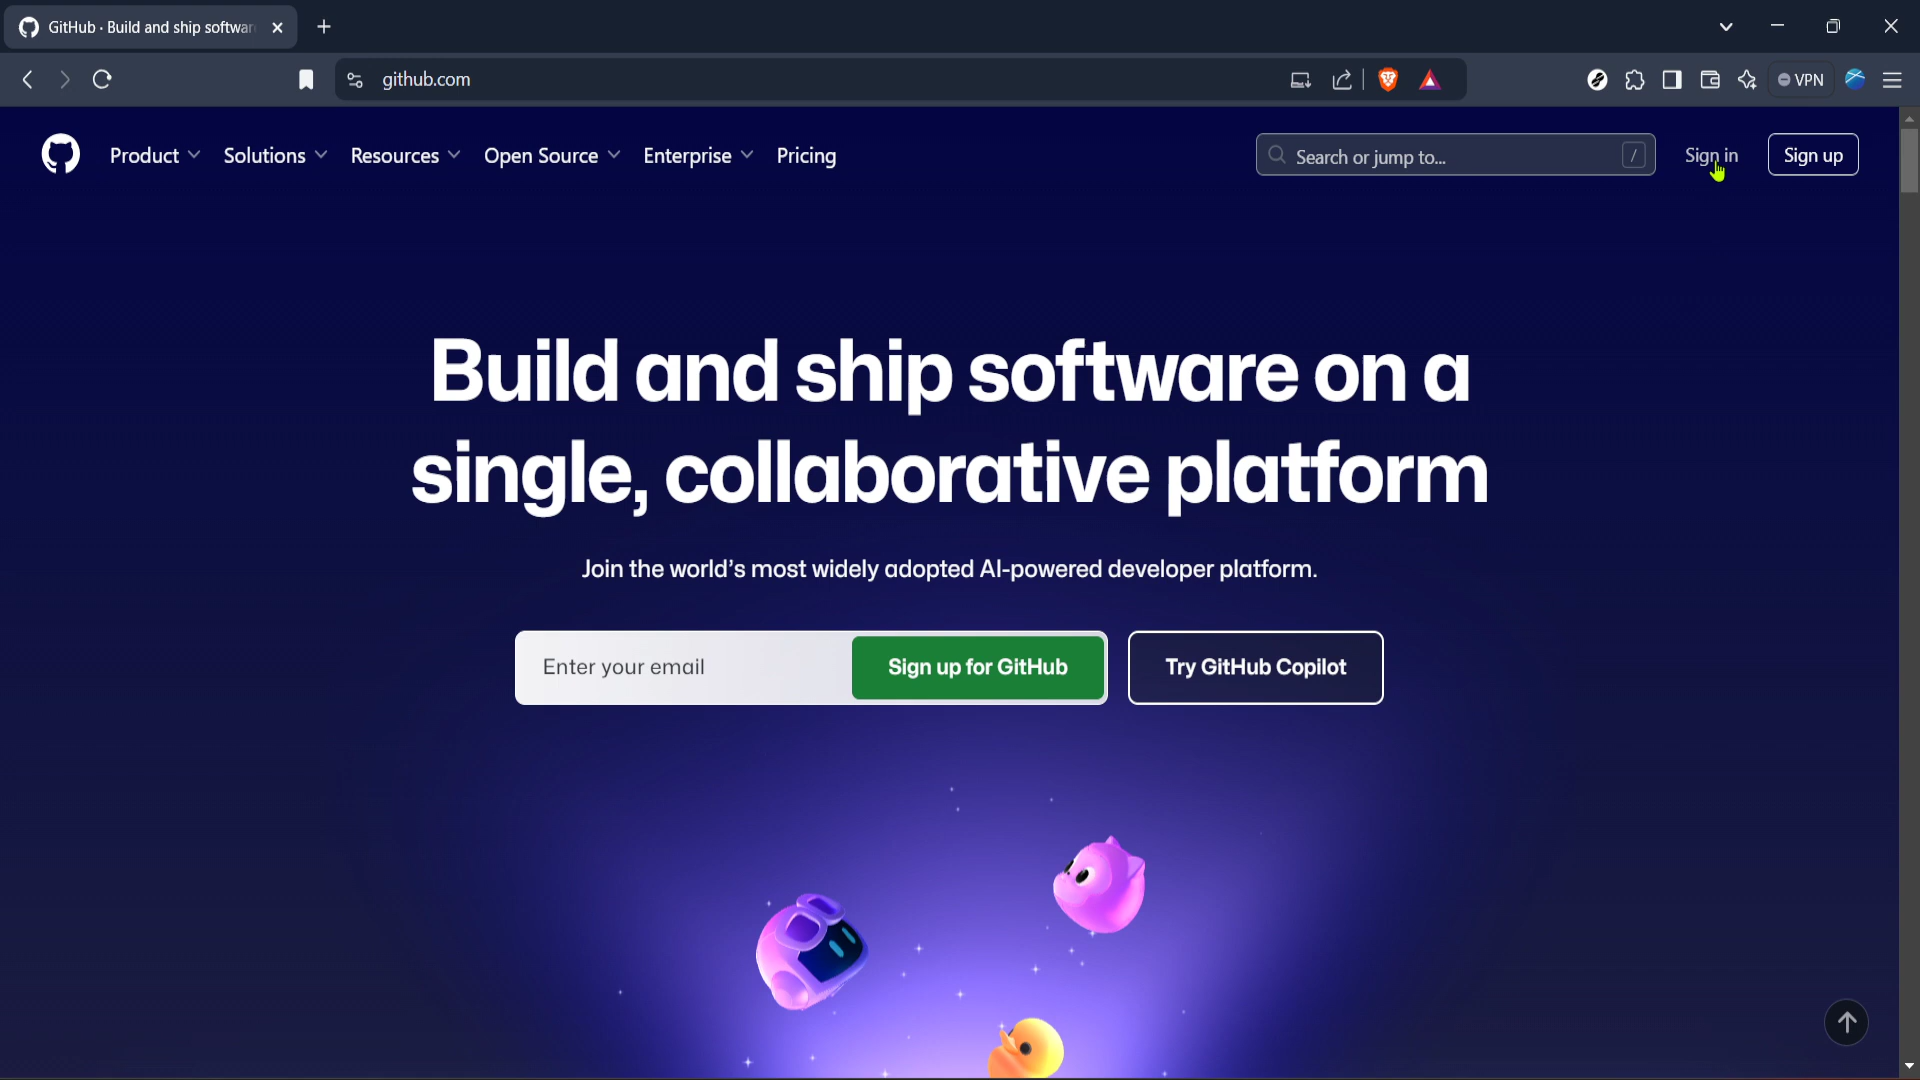 GitHub · Build and ship softwar
github.com
VPN
Product
Solutions
Resources
Open Source
Enterprise
Pricing
Search or jump to...
/
Sign in
Sign up
Build and ship software on a
single, collaborative platform
Join the world's most widely adopted AI-powered developer platform.
Enter your email
Sign up for GitHub
Try GitHub Copilot